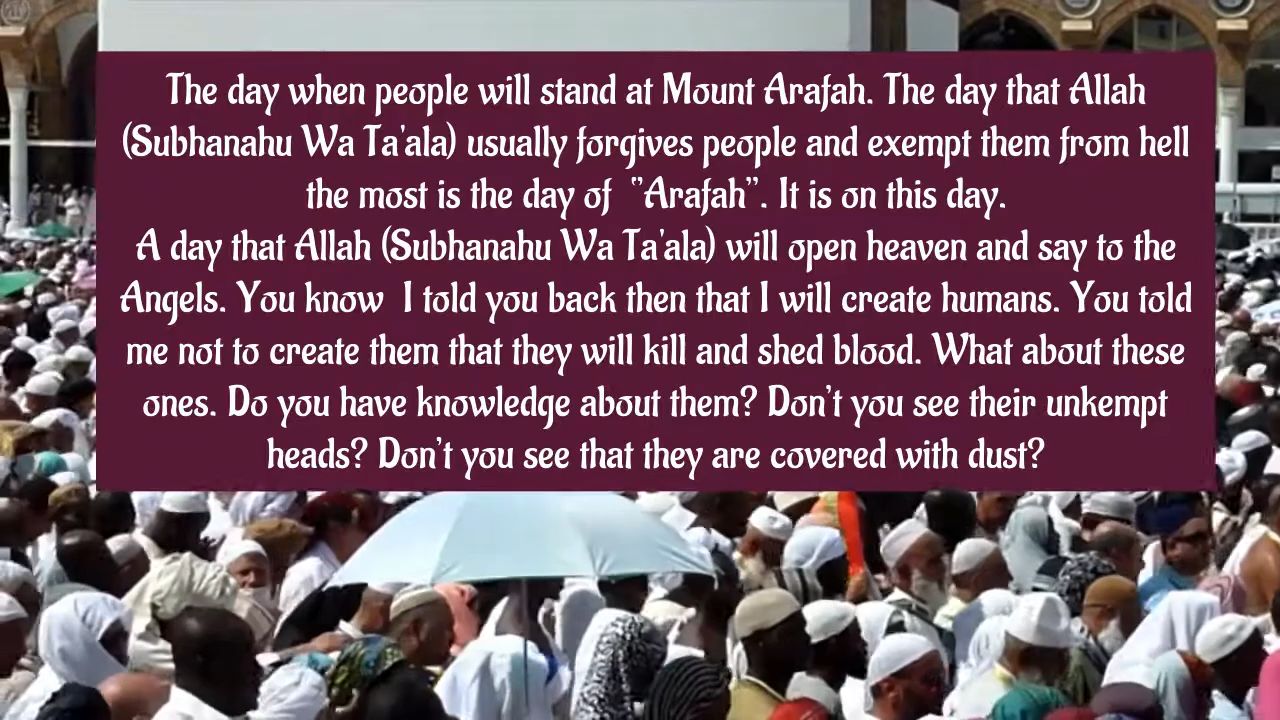 The day when people will stand at Mount Arafah. The day that Allah
(Subhanahu Wa Ta'ala) usually forgives people and exempt them from hell
the most is the day of "Arafah". It is on this day.
A day that Allah (Subhanahu Wa Ta'ala) will open heaven and say to the
Angels. You know I told you back then that I will create humans. You told
me not to create them that they will kill and shed blood. What about these
ones. Do you have knowledge about them? Don't you see their unkempt
heads? Don't you see that they are covered with dust?